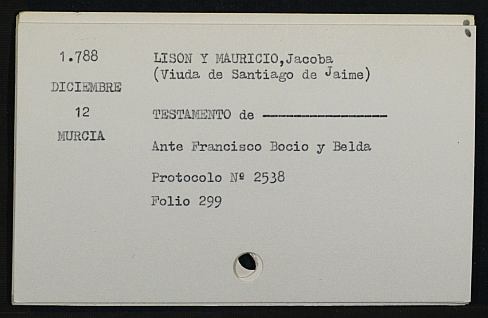 1.788
DICIEMBRE
12
MURCIA
LISON Y MAURICIO,Jacoba
(Viuda de Santiago de Jaime)
TESTAMENTO de ------------------
Ante Francisco Bocio y Belda
Protocolo Nº 2538
Folio 299